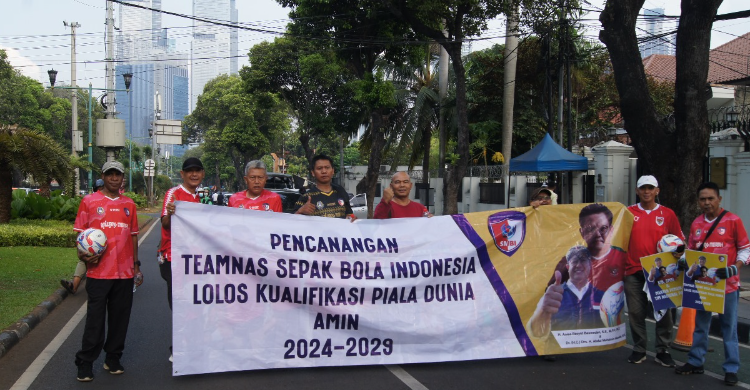 PENCANANGAN
TEAMNAS SEPAK BOLA INDONESIA
LOLOS KUALIFIKASI PIALA DUNIA
AMIN
2024-2029